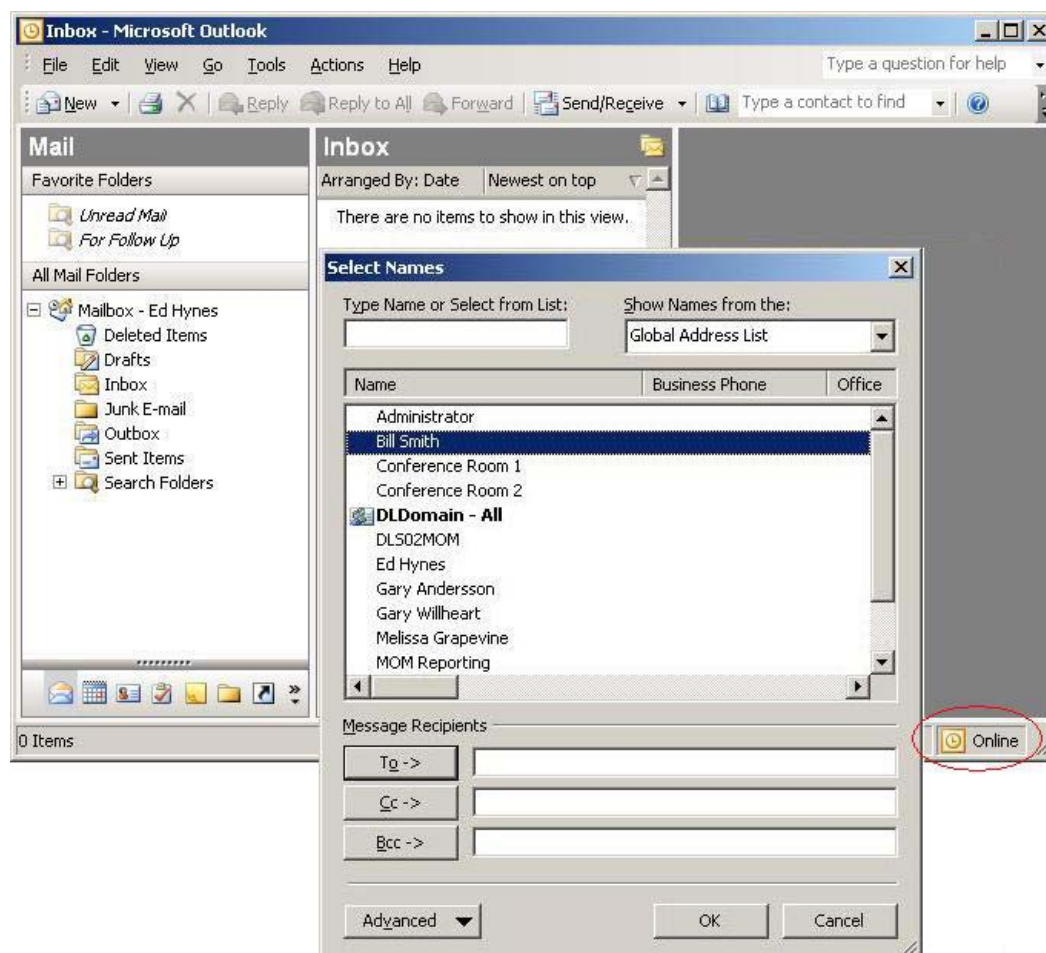 Inbox - Microsoft Outlook
File Edit View Go Tools Actions Help Type a question for help
New Reply Reply to All Forward Send/Receive Type a contact to find
Mail
Favorite Folders
Unread Mail
For Follow Up
All Mail Folders
Mailbox - Ed Hynes
Deleted Items
Drafts
Inbox
Junk E-mail
Outbox
Sent Items
Search Folders
Inbox
Arranged By: Date Newest on top
There are no items to show in this view.
Select Names
Type Name or Select from List: Show Names from the:
Global Address List
Name Business Phone Office
Administrator
Bill Smith
Conference Room 1
Conference Room 2
DLDomain - All
DLS02MOM
Ed Hynes
Gary Andersson
Gary Willheart
Melissa Grapevine
MOM Reporting
Message Recipients
To ->
Cc ->
Bcc ->
Advanced OK Cancel
0 Items Online